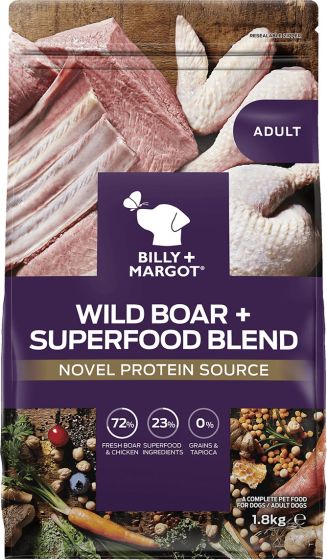 RESEALABLE ZIPPER
ADULT
BILLY +
MARGOT®
WILD BOAR +
SUPERFOOD BLEND
NOVEL PROTEIN SOURCE
72% 23% 0%
FRESH BOAR SUPERFOOD GRAINS &
& CHICKEN INGREDIENTS TAPIOCA
A COMPLETE PET FOOD
FOR DOGS / ADULT DOGS
1.8kg e